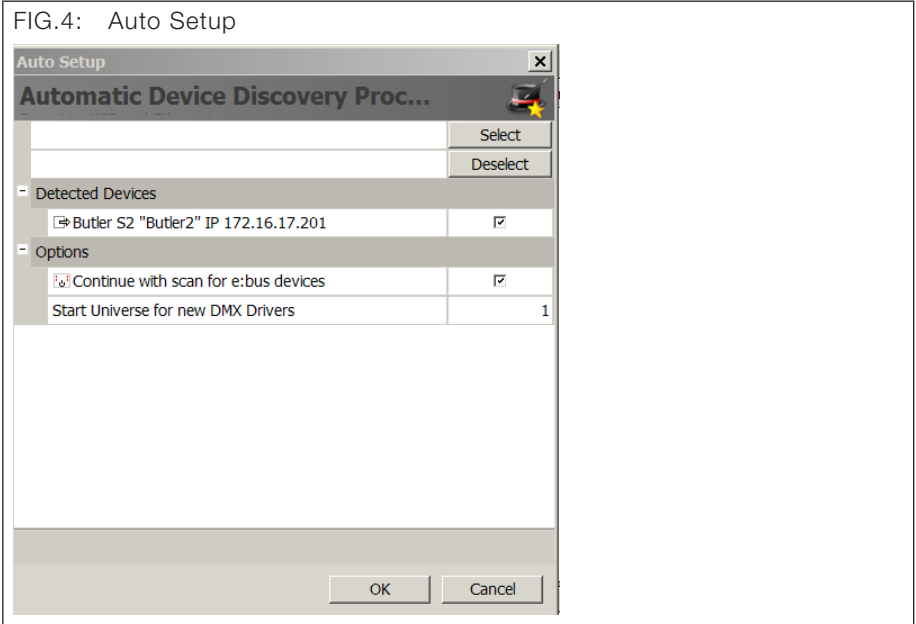 FIG.4: Auto Setup
Auto Setup
Automatic Device Discovery Proc...
Select
Deselect
Detected Devices
Butler S2 "Butler2" IP 172.16.17.201
Options
Continue with scan for e:bus devices
Start Universe for new DMX Drivers 1
OK Cancel